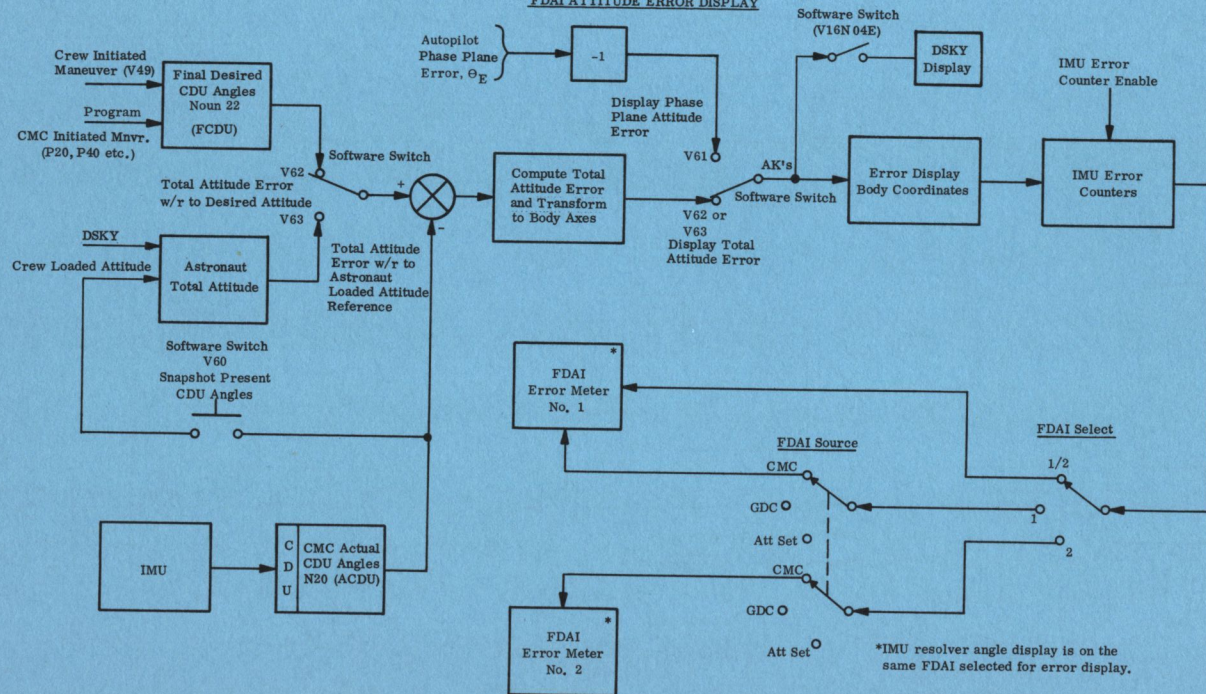 FDAI ATTITUDE ERROR DISPLAY
Crew Initiated
Maneuver (V49)
Program
CMC Initiated Mnvr.
(P20, P40 etc.)
Final Desired
CDU Angles
Noun 22
(FCDU)
Autopilot
Phase Plane
Error, ΘE
-1
Display Phase
Plane Attitude
Error
V61
Software Switch
(V16N 04E)
DSKY
Display
IMU Error
Counter Enable
V62
Software Switch
Total Attitude Error
w/r to Desired Attitude
V63
+
-
Compute Total
Attitude Error
and Transform
to Body Axes
AK's
Software Switch
V62 or
V63
Display Total
Attitude Error
Error Display
Body Coordinates
IMU Error
Counters
DSKY
Crew Loaded Attitude
Astronaut
Total Attitude
Total Attitude
Error w/r to
Astronaut
Loaded Attitude
Reference
Software Switch
V60
Snapshot Present
CDU Angles
*
FDAI
Error Meter
No. 1
FDAI Source
CMC
GDC
Att Set
FDAI Select
1/2
1
2
IMU
C
D
U
CMC Actual
CDU Angles
N20 (ACDU)
CMC
GDC
Att Set
*
FDAI
Error Meter
No. 2
*IMU resolver angle display is on the
same FDAI selected for error display.